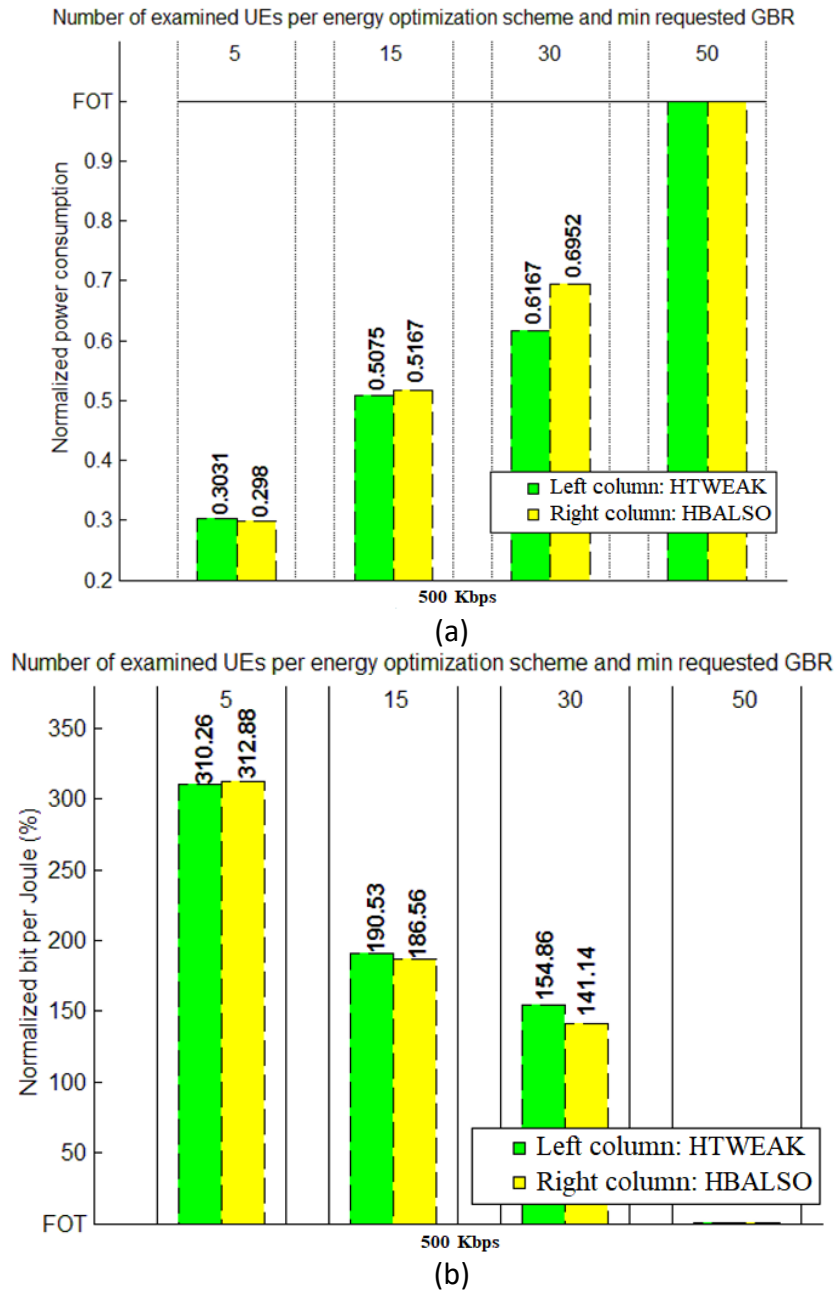 Number of examined UEs per energy optimization scheme and min requested GBR
5 15 30 50
FOT
0.9
0.8
0.7
0.6
0.5
0.4
0.3
0.2
Normalized power consumption
0.3031
0.298
0.5075
0.5167
0.6167
0.6952
Left column: HTWEAK
Right column: HBALSO
500 Kbps
(a)
Number of examined UEs per energy optimization scheme and min requested GBR
5 15 30 50
350
300
250
200
150
100
50
FOT
Normalized bit per Joule (%)
310.26
312.88
190.53
186.56
154.86
141.14
Left column: HTWEAK
Right column: HBALSO
500 Kbps
(b)